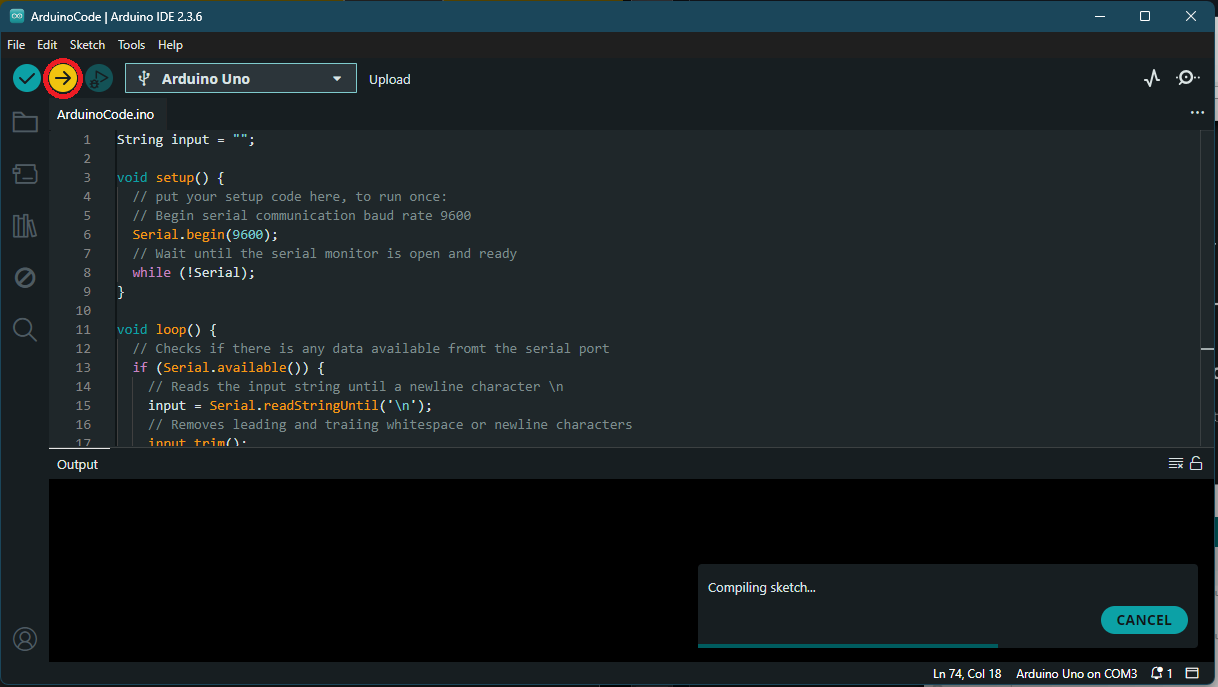 ArduinoCode | Arduino IDE 2.3.6
File Edit Sketch Tools Help
Arduino Uno Upload
ArduinoCode.ino
1 String input = "";
2
3 void setup() {
4 // put your setup code here, to run once:
5 // Begin serial communication baud rate 9600
6 Serial.begin(9600);
7 // Wait until the serial monitor is open and ready
8 while (!Serial);
9 }
10
11 void loop() {
12 // Checks if there is any data available fromt the serial port
13 if (Serial.available()) {
14 // Reads the input string until a newline character \n
15 input = Serial.readStringUntil('\n');
16 // Removes leading and traiing whitespace or newline characters
17 input.trim();
Output
Compiling sketch...
CANCEL
Ln 74, Col 18 Arduino Uno on COM3 1